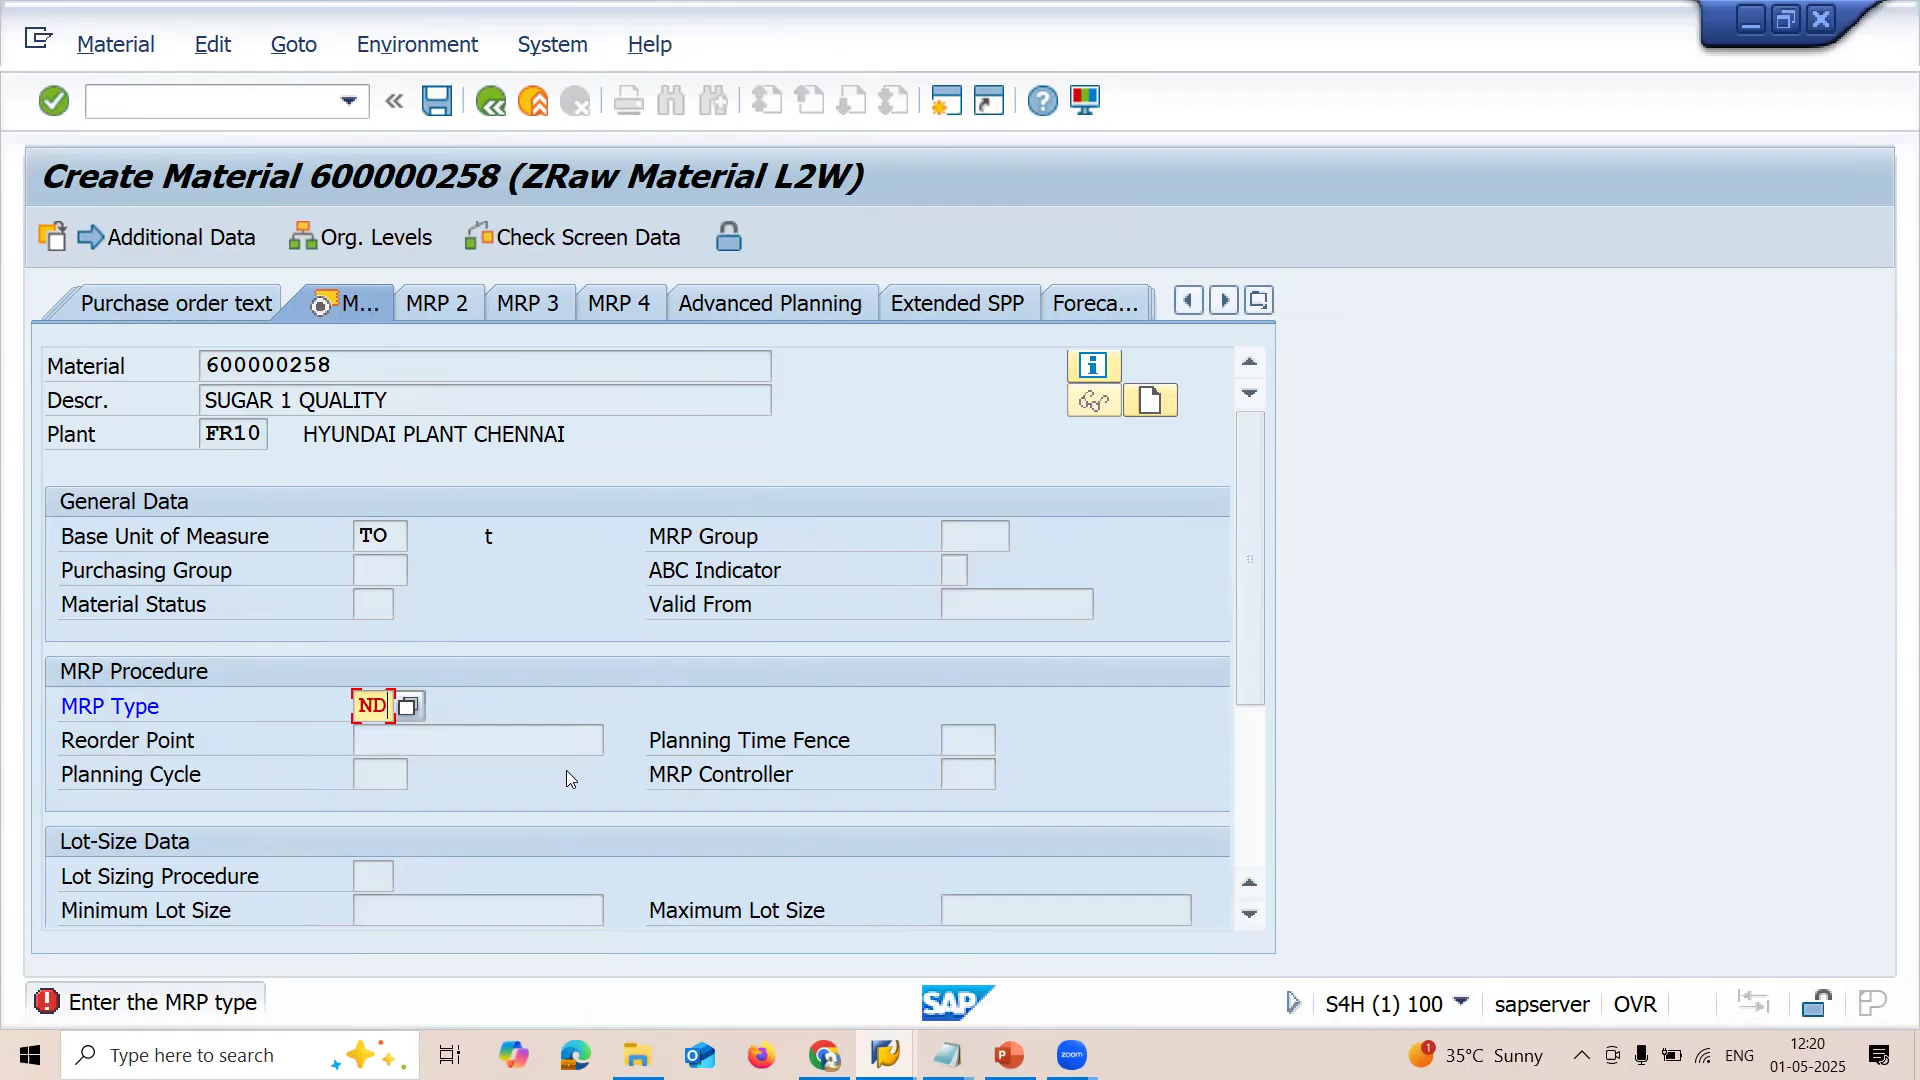 Material Edit Goto Environment System Help
Create Material 600000258 (ZRaw Material L2W)
Additional Data Org. Levels Check Screen Data
Purchase order text M... MRP 2 MRP 3 MRP 4 Advanced Planning Extended SPP Foreca...
Material 600000258
Descr. SUGAR 1 QUALITY
Plant FR10 HYUNDAI PLANT CHENNAI
General Data
Base Unit of Measure TO t MRP Group
Purchasing Group ABC Indicator
Material Status Valid From
MRP Procedure
MRP Type ND
Reorder Point Planning Time Fence
Planning Cycle MRP Controller
Lot-Size Data
Lot Sizing Procedure
Minimum Lot Size Maximum Lot Size
Enter the MRP type SAP S4H (1) 100 sapserver OVR
Type here to search zoom 1 35°C Sunny ENG 12:20
01-05-2025